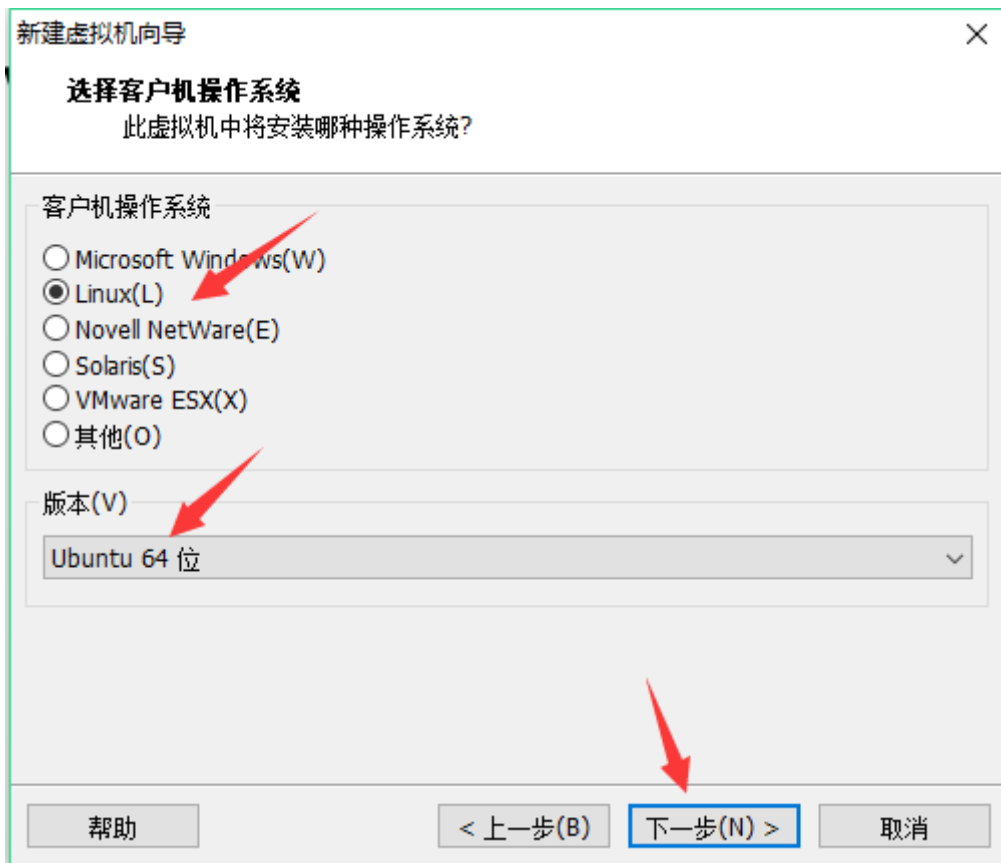 新建虚拟机向导
选择客户机操作系统
此虚拟机中将安装哪种操作系统?
客户机操作系统
Microsoft Windows(W)
Linux(L)
Novell NetWare(E)
Solaris(S)
VMware ESX(X)
其他(O)
版本(V)
Ubuntu 64 位
帮助
< 上一步(B)
下一步(N) >
取消